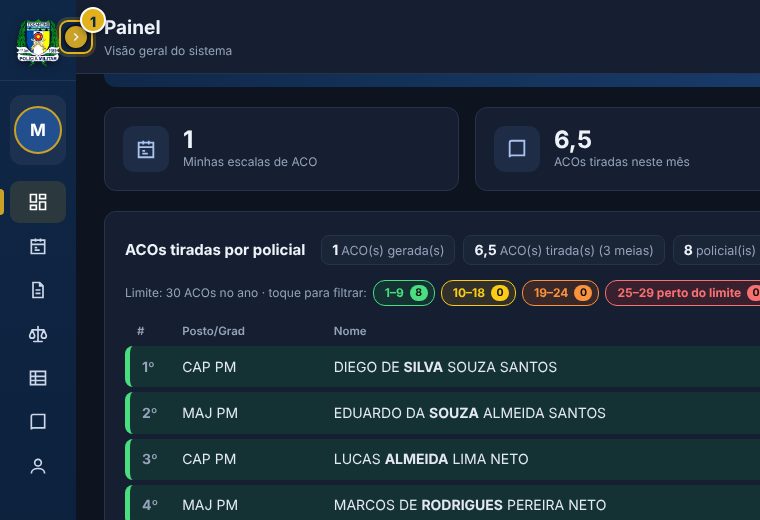 1
Painel
Visão geral do sistema
POLÍCIA MILITAR
M
1
Minhas escalas de ACO
6,5
ACOs tiradas neste mês
ACOs tiradas por policial
1 ACO(s) gerada(s)
6,5 ACO(s) tirada(s) (3 meias)
8 policial(is)
Limite: 30 ACOs no ano · toque para filtrar:
1–9 8
10–18 0
19–24 0
25–29 perto do limite 0
# Posto/Grad Nome
1º CAP PM DIEGO DE SILVA SOUZA SANTOS
2º MAJ PM EDUARDO DA SOUZA ALMEIDA SANTOS
3º CAP PM LUCAS ALMEIDA LIMA NETO
4º MAJ PM MARCOS DE RODRIGUES PEREIRA NETO